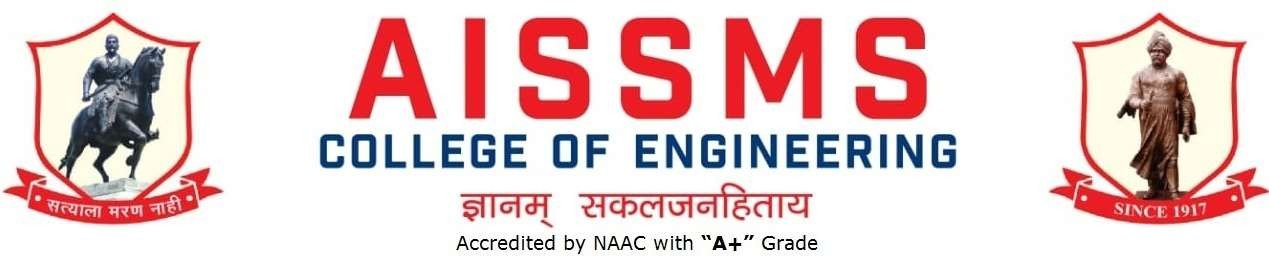 AISSMS
COLLEGE OF ENGINEERING
ज्ञानम् सकलजनहिताय
Accredited by NAAC with “A+” Grade
सत्याला मरण नाही
SINCE 1917